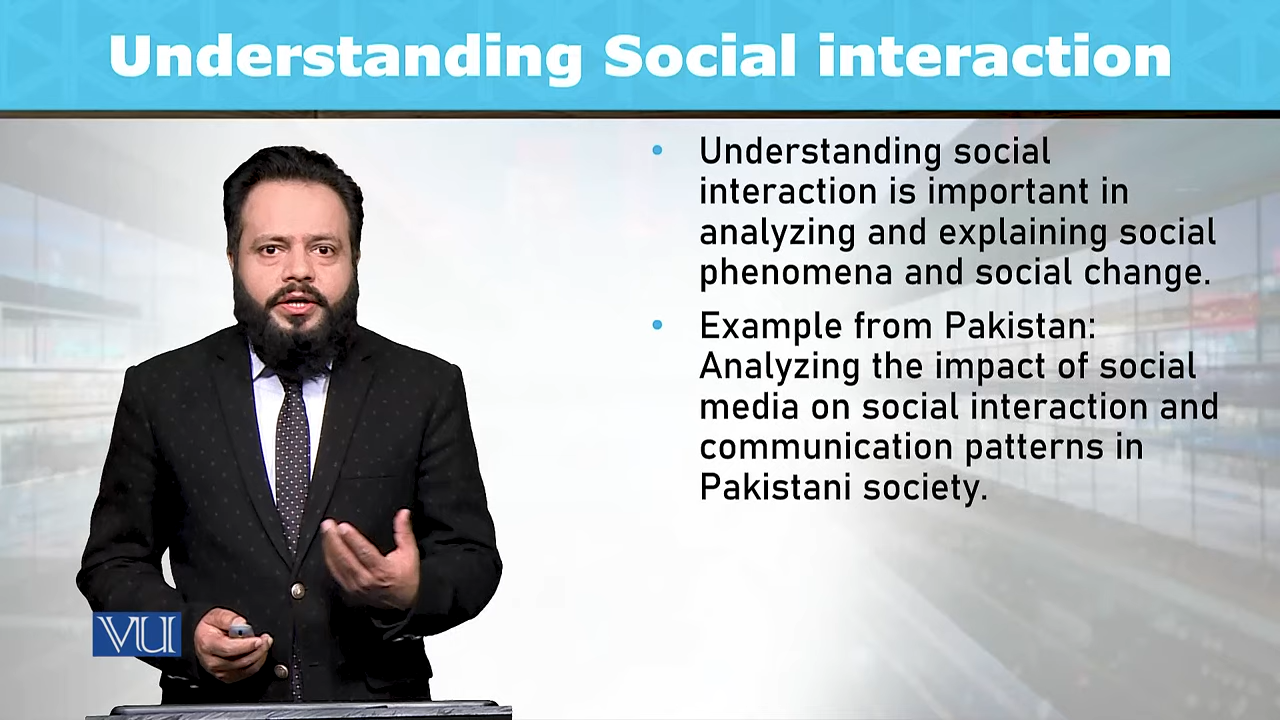 Understanding Social interaction
• Understanding social
interaction is important in
analyzing and explaining social
phenomena and social change.
• Example from Pakistan:
Analyzing the impact of social
media on social interaction and
communication patterns in
Pakistani society.
VU